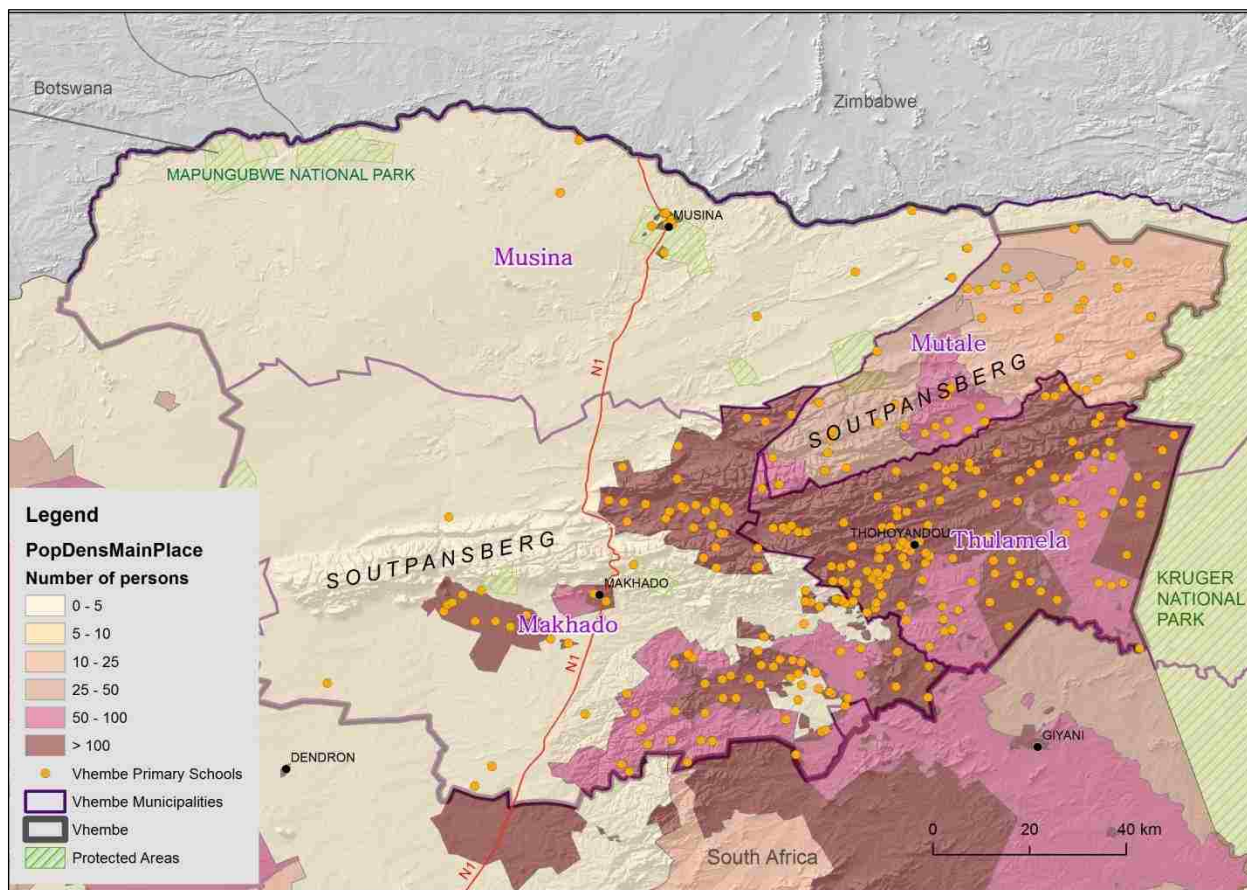 Botswana
Zimbabwe
MAPUNGUBWE NATIONAL PARK
MUSINA
Musina
N1
Mutale
SOUTPANSBERG
THOHOYANDOU
Thulamela
SOUTPANSBERG
MAKHADO
Makhado
N1
KRUGER
NATIONAL
PARK
DENDRON
GIYANI
N1
South Africa
0 20 40 km
Legend
PopDensMainPlace
Number of persons
0 - 5
5 - 10
10 - 25
25 - 50
50 - 100
> 100
Vhembe Primary Schools
Vhembe Municipalities
Vhembe
Protected Areas